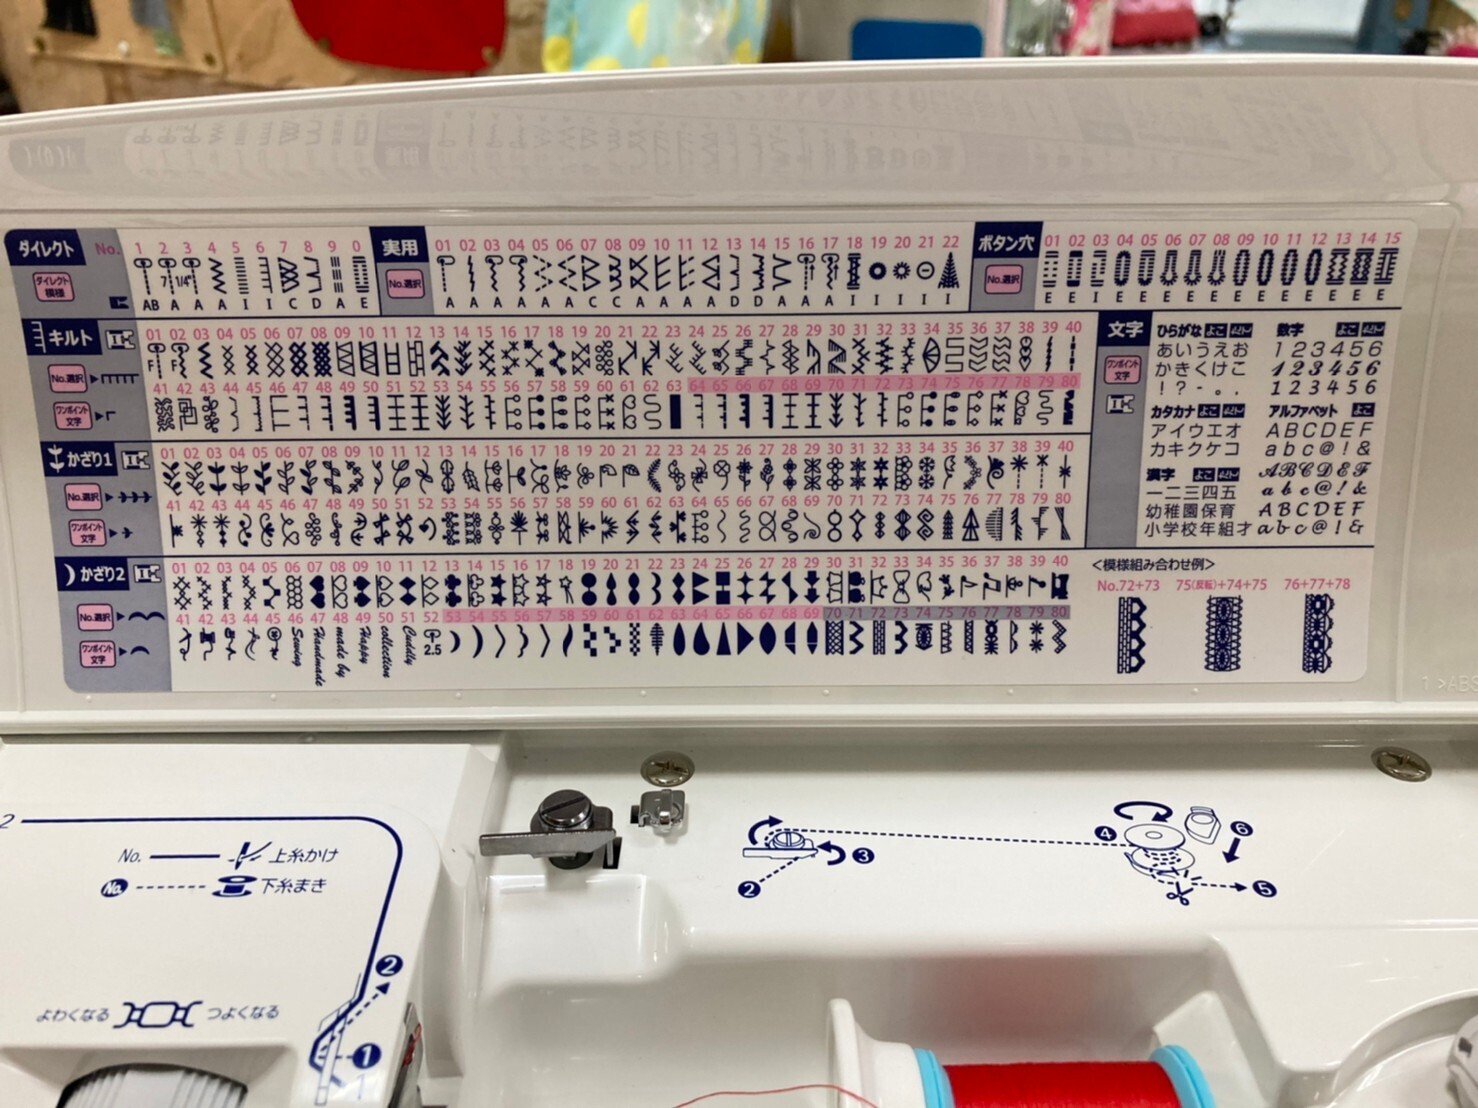 ダイレクト No. 1 2 3 4 5 6 7 8 9 0
ダイレクト
模様
7 1/4"
AB A A A I I C D A E
実用 01 02 03 04 05 06 07 08 09 10 11 12 13 14 15 16 17 18 19 20 21 22
No.選択
A A A A A A C C A A A A D D A A A I I I I I
ボタン穴 01 02 03 04 05 06 07 08 09 10 11 12 13 14 15
No.選択
E E I E E E E E E E E E E E E
キルト 01 02 03 04 05 06 07 08 09 10 11 12 13 14 15 16 17 18 19 20 21 22 23 24 25 26 27 28 29 30 31 32 33 34 35 36 37 38 39 40
F F
No.選択
41 42 43 44 45 46 47 48 49 50 51 52 53 54 55 56 57 58 59 60 61 62 63 64 65 66 67 68 69 70 71 72 73 74 75 76 77 78 79 80
ワンポイント
文字
かざり1 01 02 03 04 05 06 07 08 09 10 11 12 13 14 15 16 17 18 19 20 21 22 23 24 25 26 27 28 29 30 31 32 33 34 35 36 37 38 39 40
No.選択
41 42 43 44 45 46 47 48 49 50 51 52 53 54 55 56 57 58 59 60 61 62 63 64 65 66 67 68 69 70 71 72 73 74 75 76 77 78 79 80
ワンポイント
文字
かざり2 01 02 03 04 05 06 07 08 09 10 11 12 13 14 15 16 17 18 19 20 21 22 23 24 25 26 27 28 29 30 31 32 33 34 35 36 37 38 39 40
No.選択
41 42 43 44 45 46 47 48 49 50 51 52 53 54 55 56 57 58 59 60 61 62 63 64 65 66 67 68 69 70 71 72 73 74 75 76 77 78 79 80
Sewing Handmade made by Happy collection Cuddly 2.5
ワンポイント
文字
文字
ワンポイント
文字
ひらがな よこ たて
あいうえお
かきくけこ
!?-。.
カタカナ よこ たて
アイウエオ
カキクケコ
漢字 よこ たて
一二三四五
幼稚園保育
小学校年組才
数字 よこ たて
123456
123456
123456
アルファベット よこ
ABCDEF
abc@!&
ABCDEF
abc@!&
ABCDEF
abc@!&
<模様組み合わせ例>
No.72+73 75(反転)+74+75 76+77+78
1 >ABS
2
No. 上糸かけ
No. 下糸まき
❷
よわくなる つよくなる
❶
❷ ❸ ❹ ❺ ❻